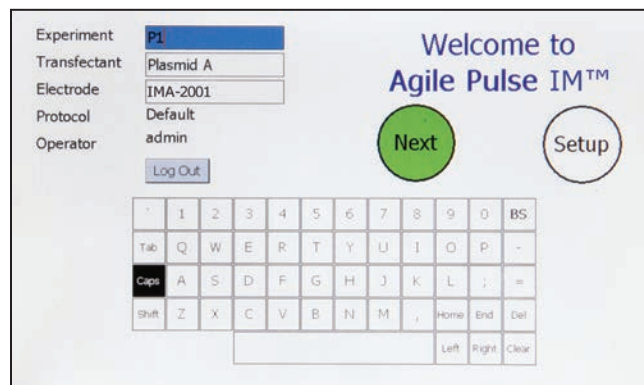 Experiment P1
Transfectant Plasmid A
Electrode IMA-2001
Protocol Default
Operator admin
Log Out
Welcome to
Agile Pulse IM™
Next
Setup
' 1 2 3 4 5 6 7 8 9 0 BS
Tab Q W E R T Y U I O P -
Caps A S D F G H J K L ; =
Shift Z X C V B N M , Home End Del
Left Right Clear